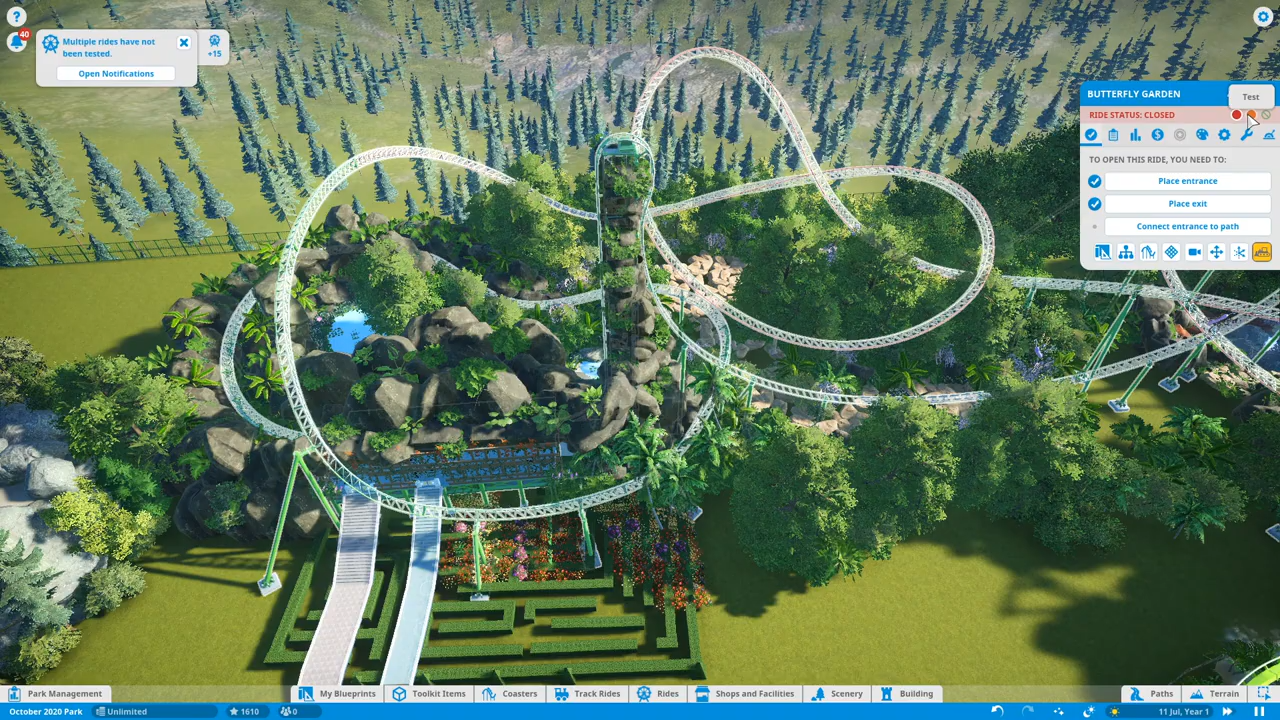 ?
40
Multiple rides have not
been tested.
+15
Open Notifications
BUTTERFLY GARDEN
Test
RIDE STATUS: CLOSED
TO OPEN THIS RIDE, YOU NEED TO:
Place entrance
Place exit
Connect entrance to path
Park Management
My Blueprints
Toolkit Items
Coasters
Track Rides
Rides
Shops and Facilities
Scenery
Building
Paths
Terrain
October 2020 Park
Unlimited
1610
0
11 Jul, Year 1